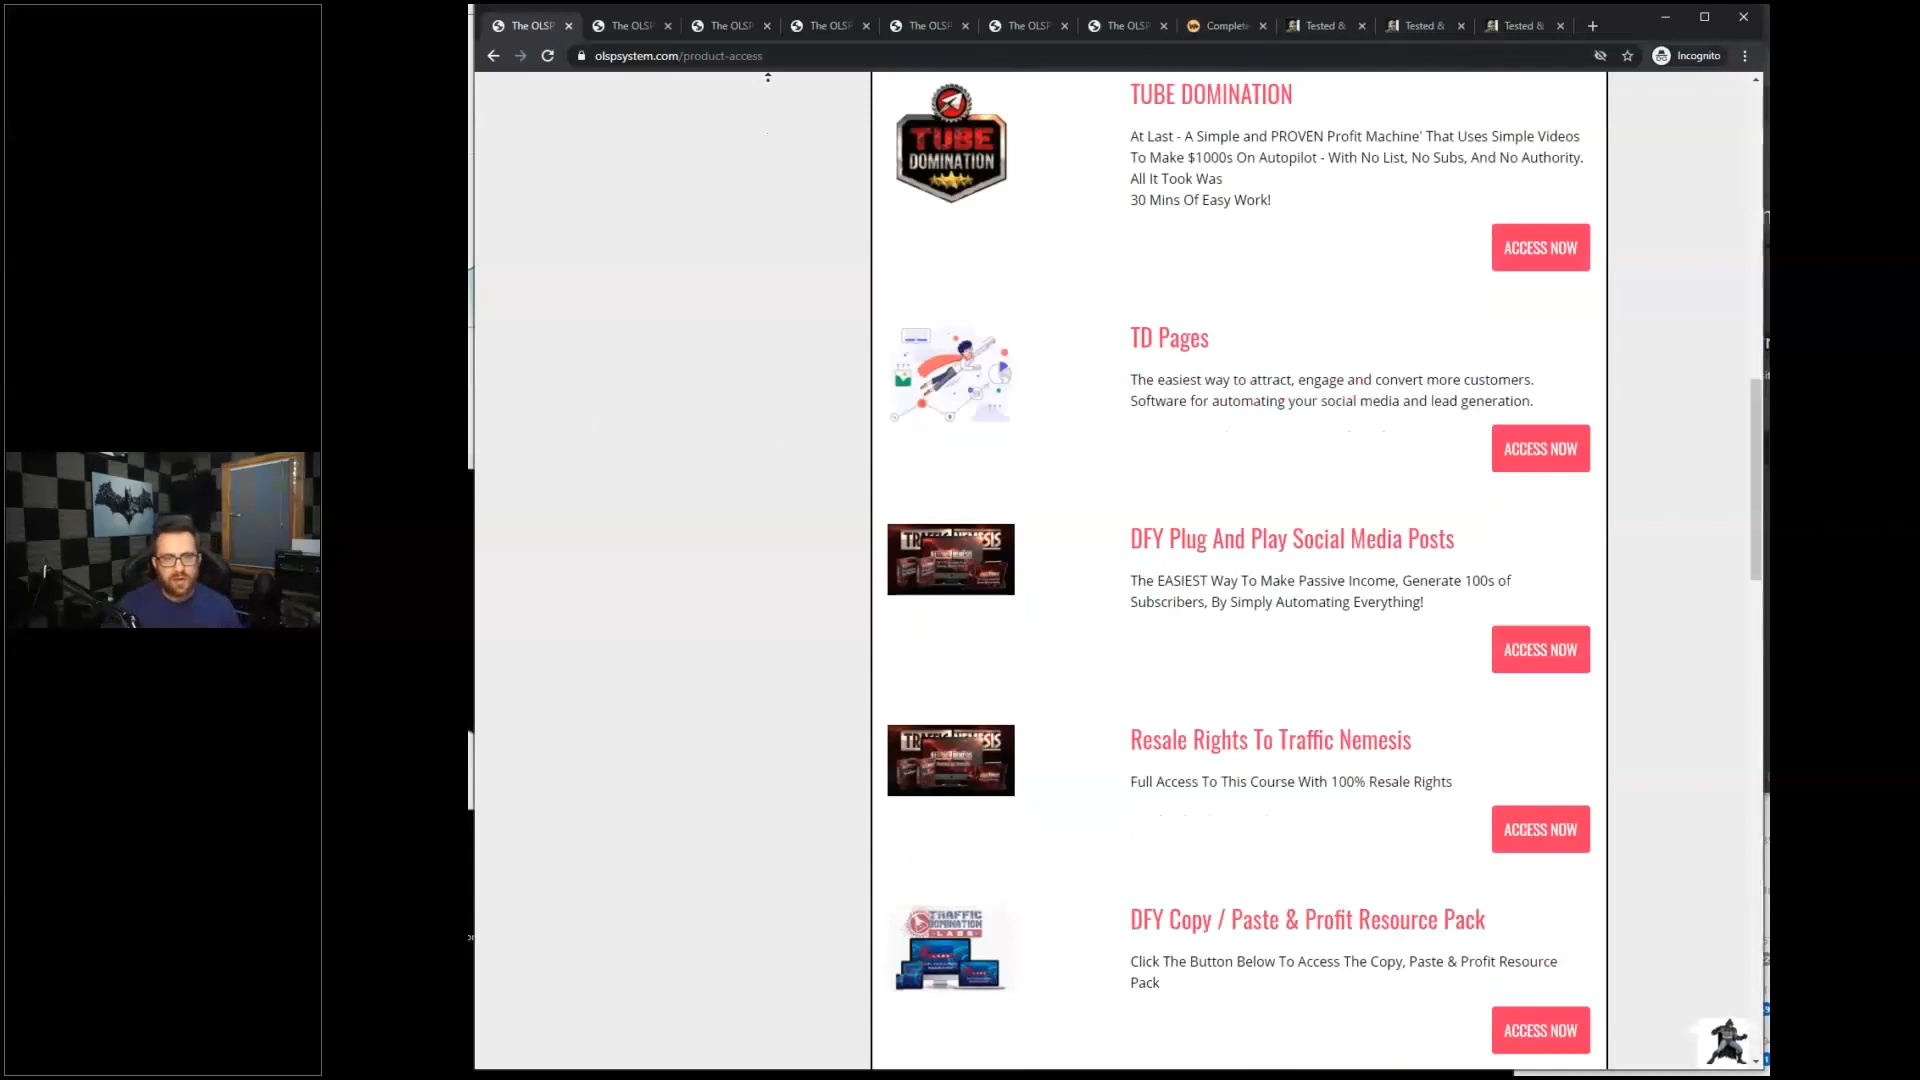 The OLSP
The OLSP
The OLSP
The OLSP
The OLSP
The OLSP
The OLSP
Complete
Tested &
Tested &
Tested &
olspsystem.com/product-access
Incognito
TUBE DOMINATION
TUBE
DOMINATION
At Last - A Simple and PROVEN Profit Machine' That Uses Simple Videos
To Make $1000s On Autopilot - With No List, No Subs, And No Authority.
All It Took Was
30 Mins Of Easy Work!
ACCESS NOW
TD Pages
The easiest way to attract, engage and convert more customers.
Software for automating your social media and lead generation.
ACCESS NOW
DFY Plug And Play Social Media Posts
The EASIEST Way To Make Passive Income, Generate 100s of
Subscribers, By Simply Automating Everything!
ACCESS NOW
Resale Rights To Traffic Nemesis
Full Access To This Course With 100% Resale Rights
ACCESS NOW
TRAFFIC
DOMINATION
LABS
DFY Copy / Paste & Profit Resource Pack
Click The Button Below To Access The Copy, Paste & Profit Resource
Pack
ACCESS NOW